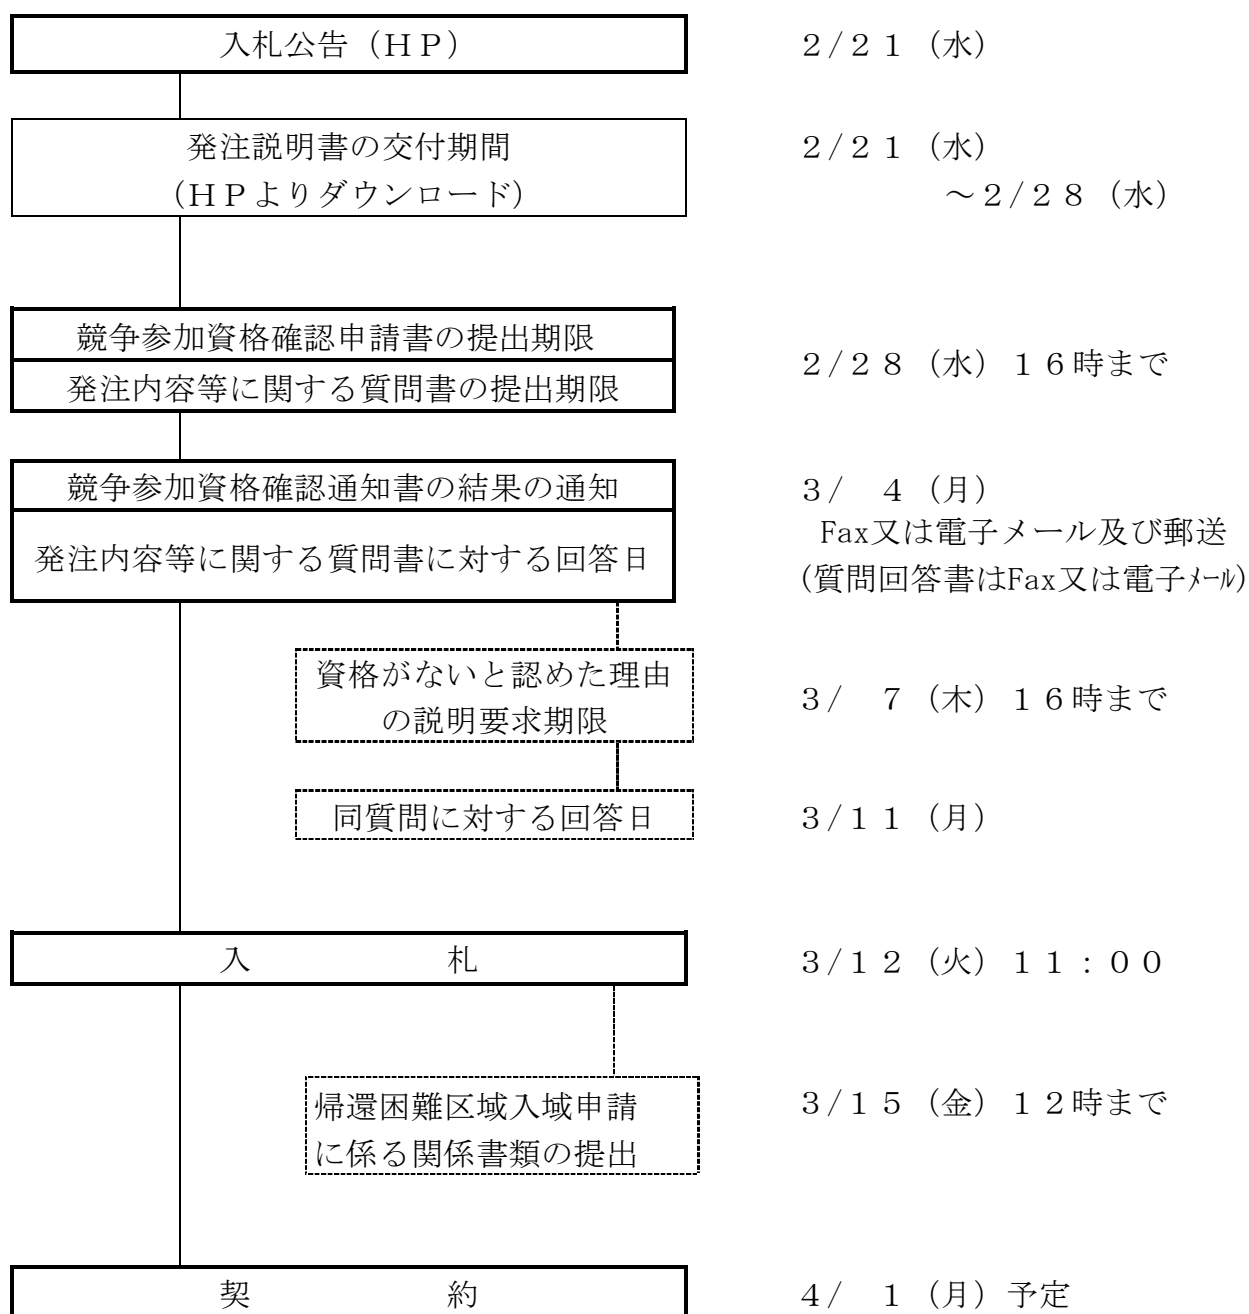 入札公告（ＨＰ）
２/２１（水）
発注説明書の交付期間
（ＨＰよりダウンロード）
２/２１（水）
～２/２８（水）
競争参加資格確認申請書の提出期限
発注内容等に関する質問書の提出期限
２/２８（水）１６時まで
競争参加資格確認通知書の結果の通知
発注内容等に関する質問書に対する回答日
３/　４（月）
Fax又は電子メール及び郵送
(質問回答書はFax又は電子ﾒｰﾙ)
資格がないと認めた理由
の説明要求期限
３/　７（木）１６時まで
同質問に対する回答日
３/１１（月）
入　　　　　札
３/１２（火）１１：００
帰還困難区域入域申請
に係る関係書類の提出
３/１５（金）１２時まで
契　　　　　約
４/　１（月）予定